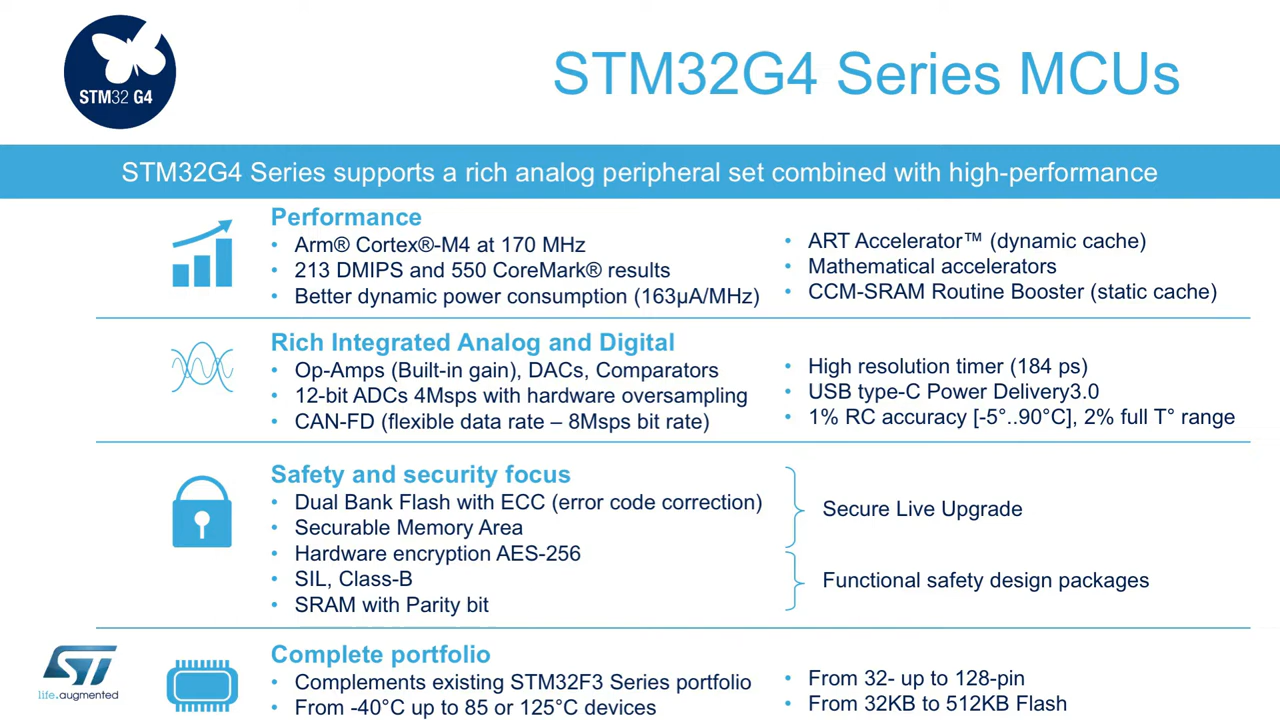 STM32 G4
STM32G4 Series MCUs
STM32G4 Series supports a rich analog peripheral set combined with high-performance
Performance
• Arm® Cortex®-M4 at 170 MHz
• 213 DMIPS and 550 CoreMark® results
• Better dynamic power consumption (163µA/MHz)
• ART Accelerator™ (dynamic cache)
• Mathematical accelerators
• CCM-SRAM Routine Booster (static cache)
Rich Integrated Analog and Digital
• Op-Amps (Built-in gain), DACs, Comparators
• 12-bit ADCs 4Msps with hardware oversampling
• CAN-FD (flexible data rate – 8Msps bit rate)
• High resolution timer (184 ps)
• USB type-C Power Delivery3.0
• 1% RC accuracy [-5°..90°C], 2% full T° range
Safety and security focus
• Dual Bank Flash with ECC (error code correction)
• Securable Memory Area
• Hardware encryption AES-256
• SIL, Class-B
• SRAM with Parity bit
Secure Live Upgrade
Functional safety design packages
Complete portfolio
• Complements existing STM32F3 Series portfolio
• From -40°C up to 85 or 125°C devices
• From 32- up to 128-pin
• From 32KB to 512KB Flash
ST
life.augmented